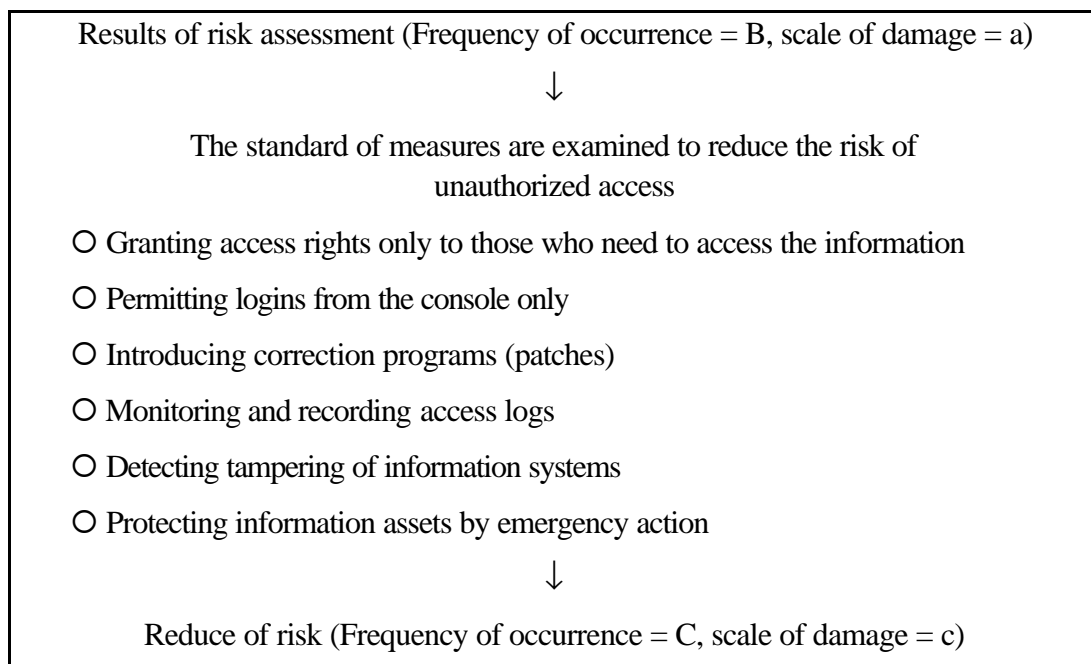 Results of risk assessment (Frequency of occurrence = B, scale of damage = a)
↓
The standard of measures are examined to reduce the risk of
unauthorized access
○ Granting access rights only to those who need to access the information
○ Permitting logins from the console only
○ Introducing correction programs (patches)
○ Monitoring and recording access logs
○ Detecting tampering of information systems
○ Protecting information assets by emergency action
↓
Reduce of risk (Frequency of occurrence = C, scale of damage = c)